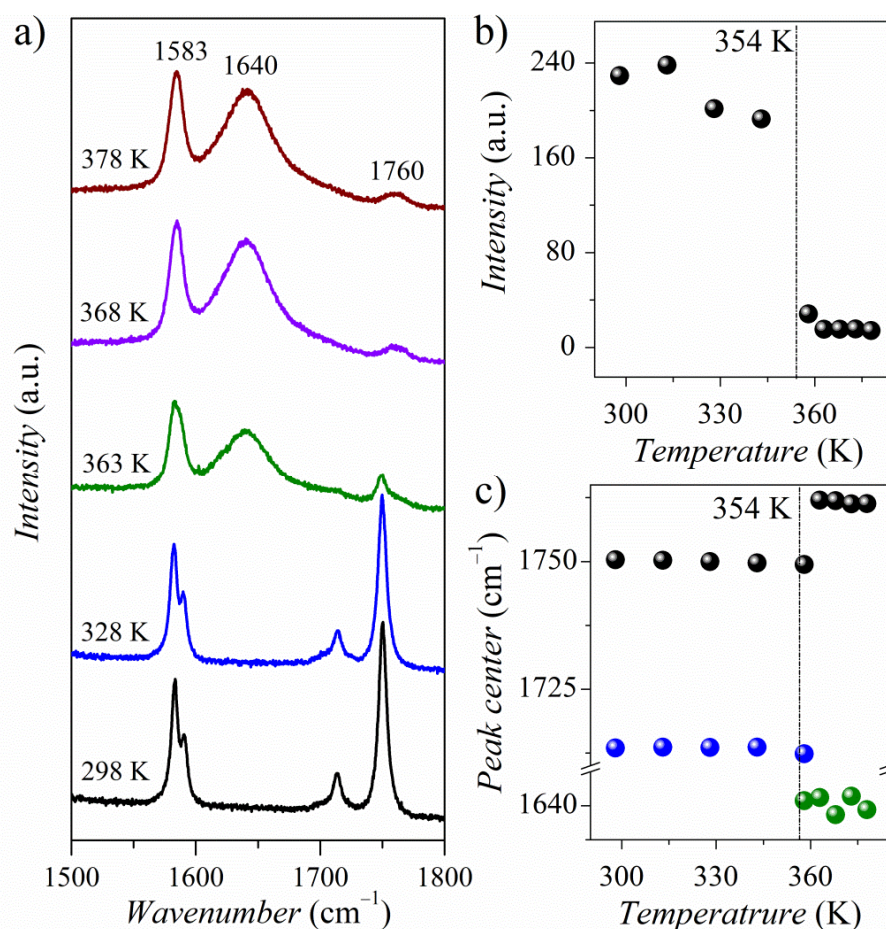 a)
1583
1640
1760
378 K
368 K
363 K
328 K
298 K
Intensity (a.u.)
1500 1600 1700 1800
Wavenumber (cm⁻¹)
b)
354 K
240
160
80
0
Intensity (a.u.)
300 330 360
Temperature (K)
c)
354 K
1750
1725
1640
Peak center (cm⁻¹)
300 330 360
Temperatrure (K)